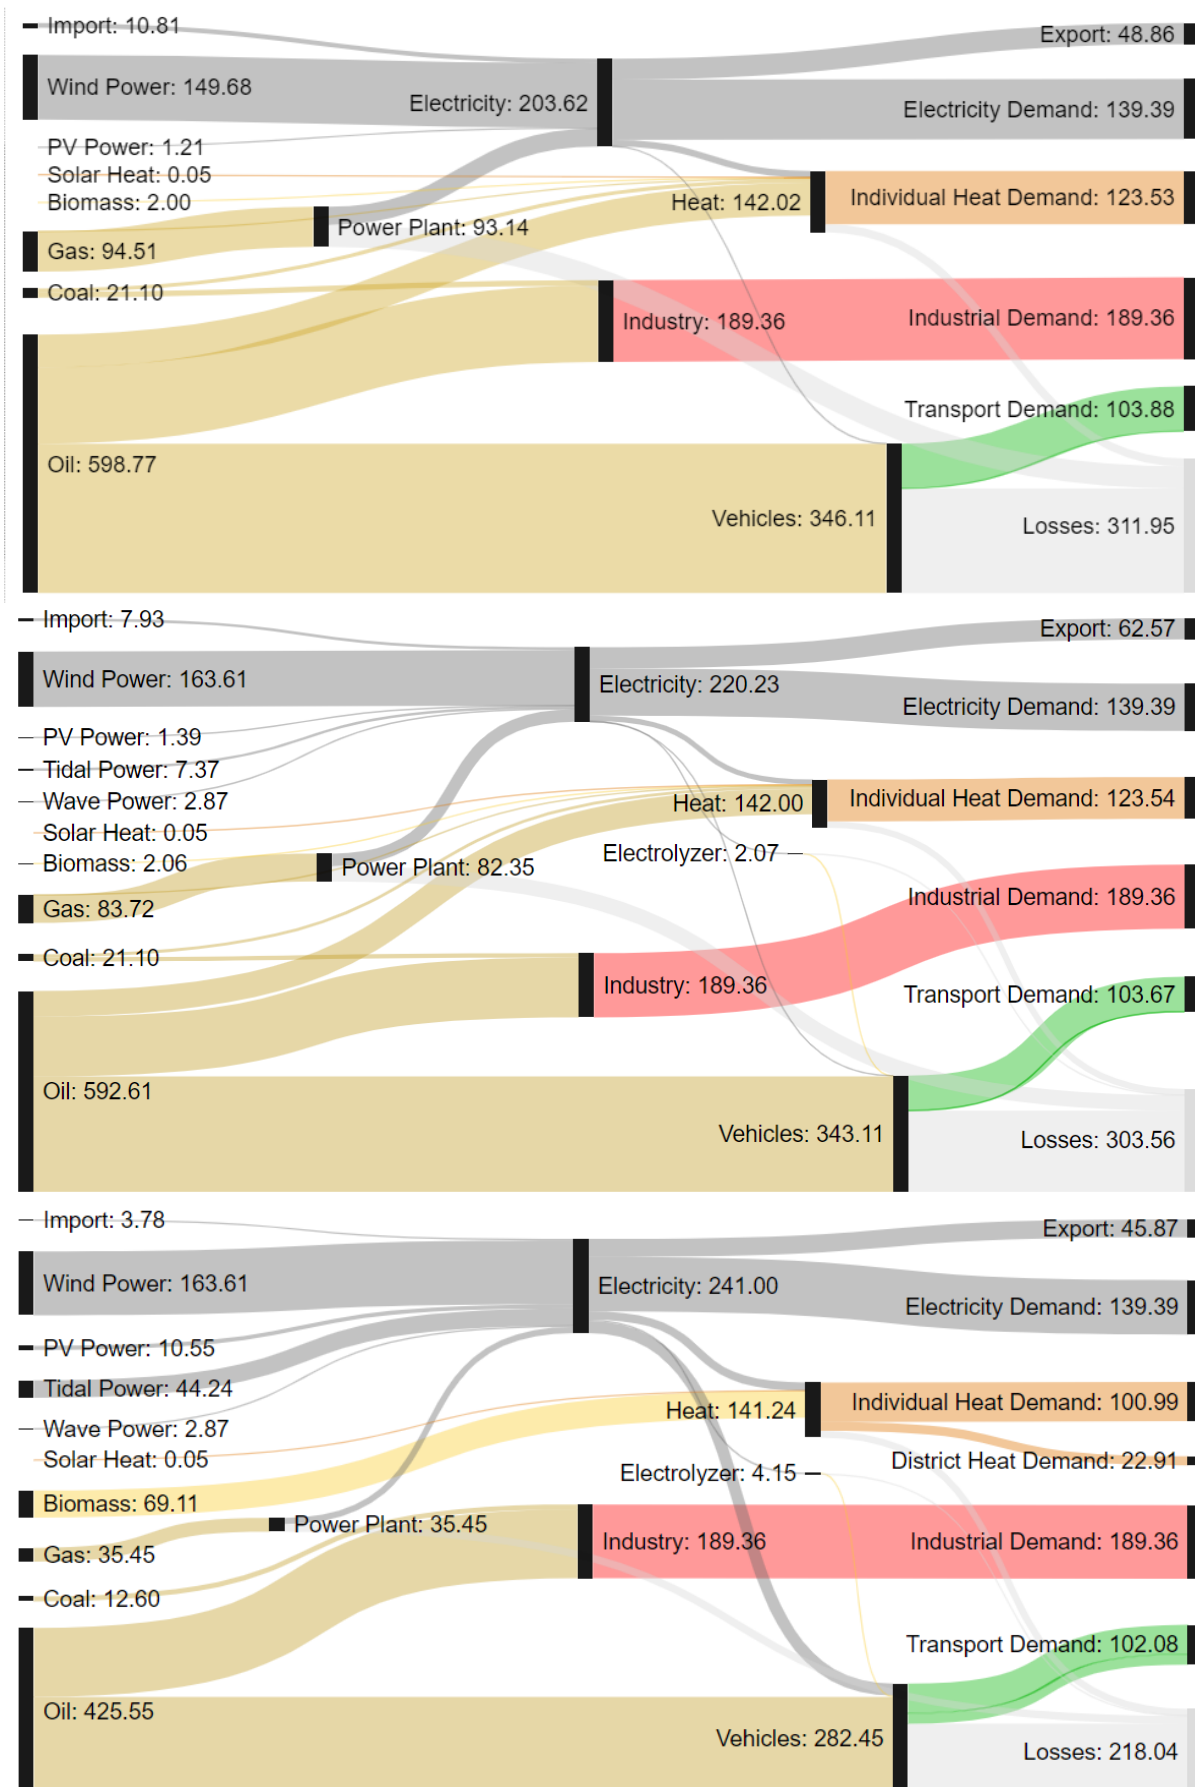 Import: 10.81
Export: 48.86
Wind Power: 149.68
Electricity: 203.62
Electricity Demand: 139.39
PV Power: 1.21
Solar Heat: 0.05
Biomass: 2.00
Heat: 142.02
Individual Heat Demand: 123.53
Power Plant: 93.14
Gas: 94.51
Coal: 21.10
Industry: 189.36
Industrial Demand: 189.36
Transport Demand: 103.88
Oil: 598.77
Vehicles: 346.11
Losses: 311.95
Import: 7.93
Export: 62.57
Wind Power: 163.61
Electricity: 220.23
Electricity Demand: 139.39
PV Power: 1.39
Tidal Power: 7.37
Wave Power: 2.87
Heat: 142.00
Individual Heat Demand: 123.54
Solar Heat: 0.05
Electrolyzer: 2.07
Biomass: 2.06
Power Plant: 82.35
Gas: 83.72
Industrial Demand: 189.36
Coal: 21.10
Industry: 189.36
Transport Demand: 103.67
Oil: 592.61
Vehicles: 343.11
Losses: 303.56
Import: 3.78
Export: 45.87
Wind Power: 163.61
Electricity: 241.00
Electricity Demand: 139.39
PV Power: 10.55
Tidal Power: 44.24
Heat: 141.24
Individual Heat Demand: 100.99
Wave Power: 2.87
Solar Heat: 0.05
District Heat Demand: 22.91
Electrolyzer: 4.15
Biomass: 69.11
Power Plant: 35.45
Gas: 35.45
Industry: 189.36
Industrial Demand: 189.36
Coal: 12.60
Transport Demand: 102.08
Oil: 425.55
Vehicles: 282.45
Losses: 218.04